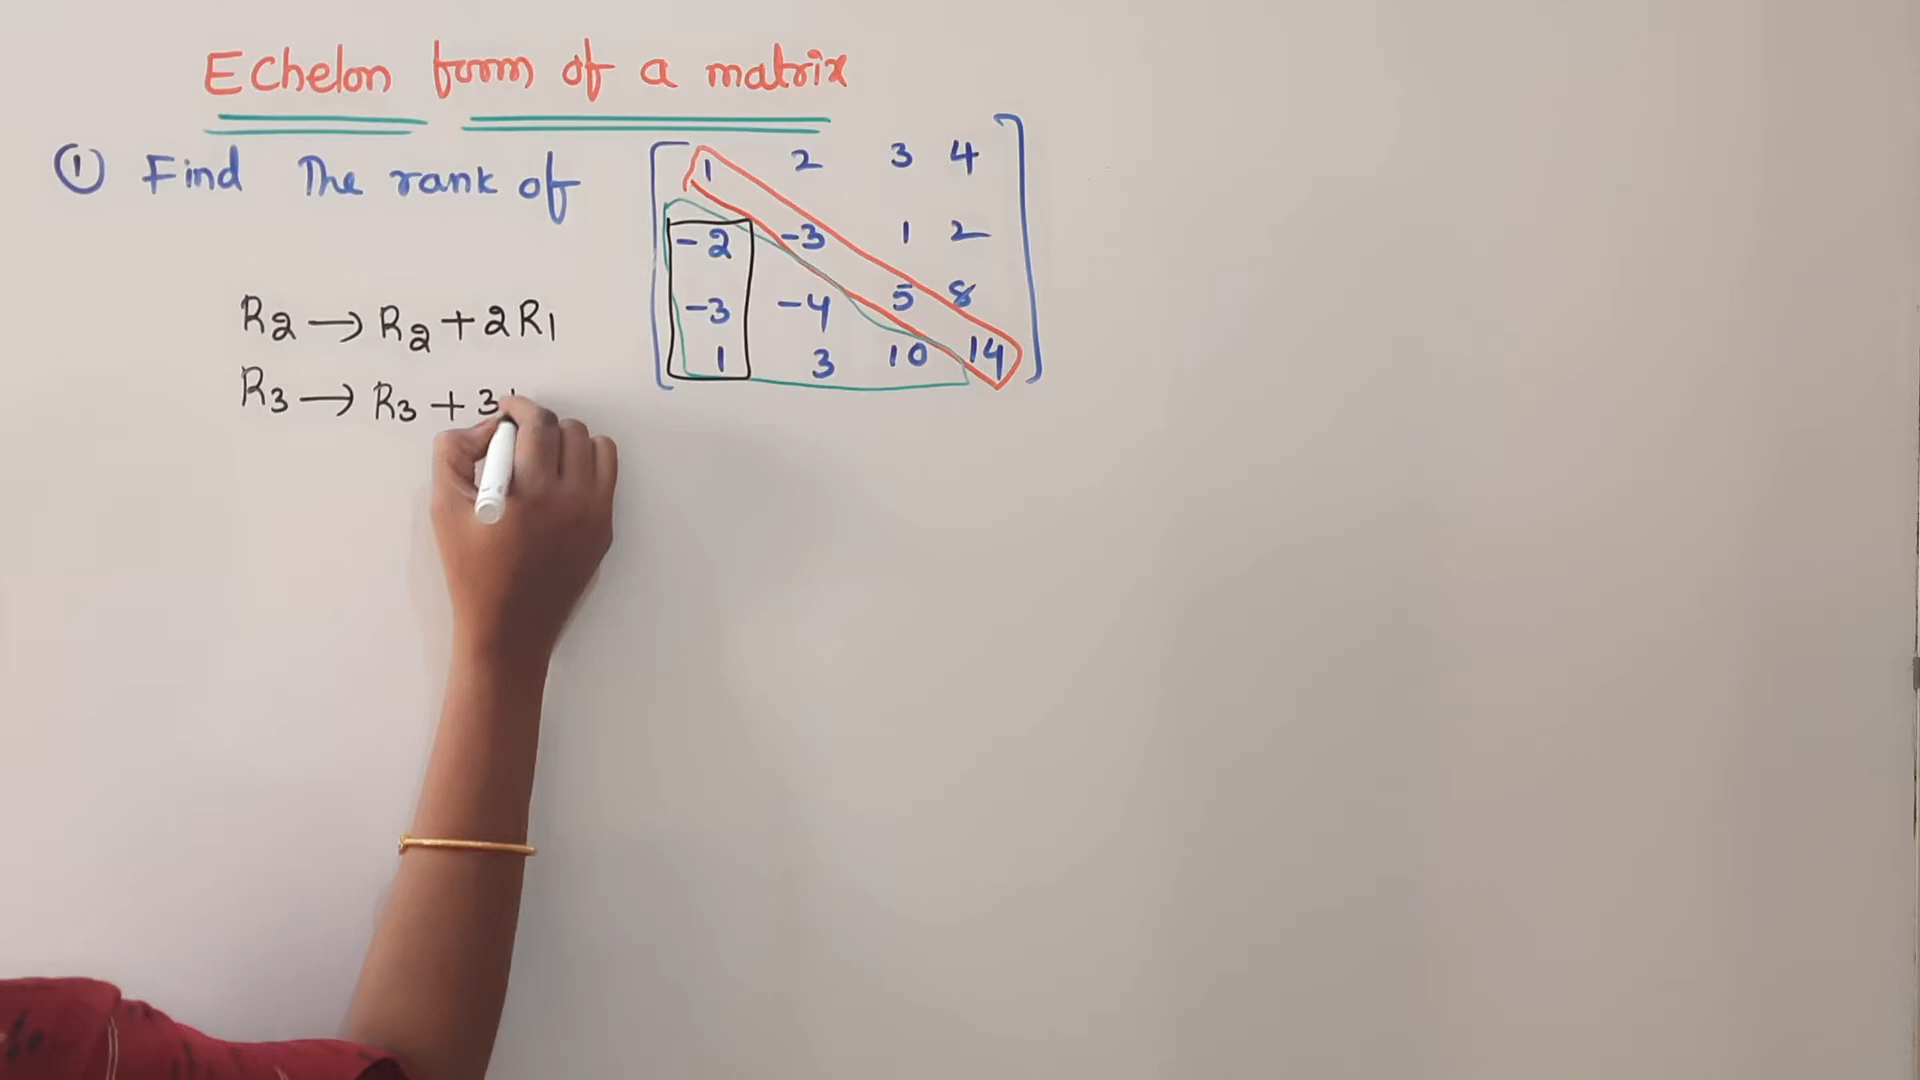 Echelon form of a matrix
① Find The rank of
1 2 3 4
-2 -3 1 2
-3 -4 5 8
1 3 10 14
R2 → R2 + 2R1
R3 → R3 + 3